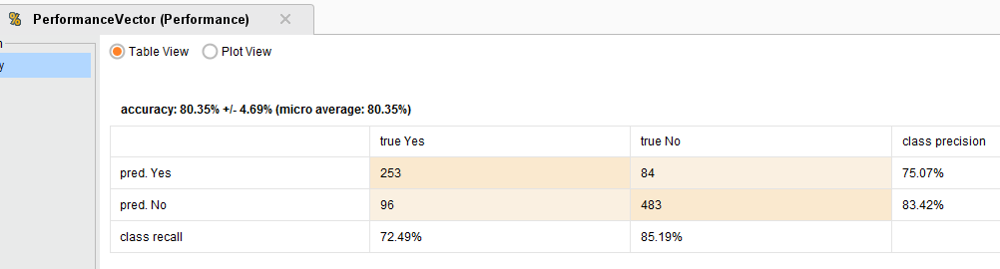 PerformanceVector (Performance)
Table View Plot View
accuracy: 80.35% +/- 4.69% (micro average: 80.35%)
true Yes true No class precision
pred. Yes 253 84 75.07%
pred. No 96 483 83.42%
class recall 72.49% 85.19%